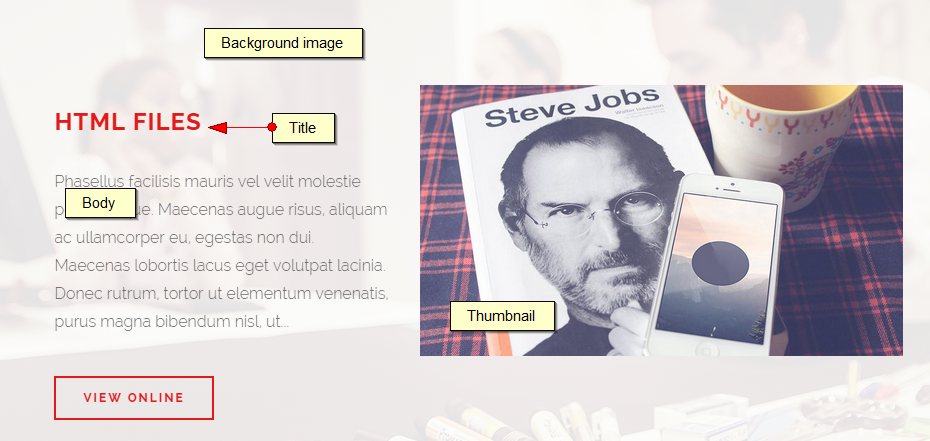 Background image
HTML FILES
Title
Phasellus facilisis mauris vel velit molestie
Body
Maecenas augue risus, aliquam
ac ullamcorper eu, egestas non dui.
Maecenas lobortis lacus eget volutpat lacinia.
Donec rutrum, tortor ut elementum venenatis,
purus magna bibendum nisl, ut...
VIEW ONLINE
Steve Jobs
Walter Isaacson
Thumbnail